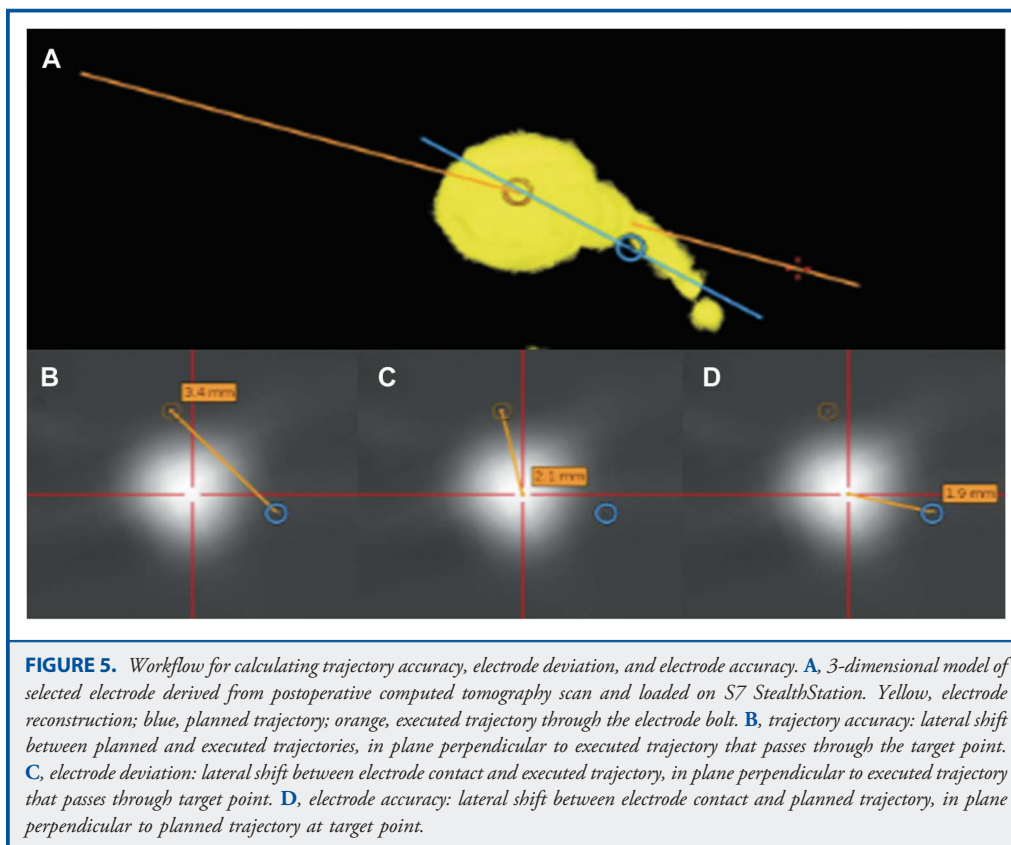 A
B
3.4 mm
C
2.1 mm
D
1.9 mm
FIGURE 5. Workflow for calculating trajectory accuracy, electrode deviation, and electrode accuracy. A, 3-dimensional model of
selected electrode derived from postoperative computed tomography scan and loaded on S7 StealthStation. Yellow, electrode
reconstruction; blue, planned trajectory; orange, executed trajectory through the electrode bolt. B, trajectory accuracy: lateral shift
between planned and executed trajectories, in plane perpendicular to executed trajectory that passes through the target point.
C, electrode deviation: lateral shift between electrode contact and executed trajectory, in plane perpendicular to executed trajectory
that passes through target point. D, electrode accuracy: lateral shift between electrode contact and planned trajectory, in plane
perpendicular to planned trajectory at target point.